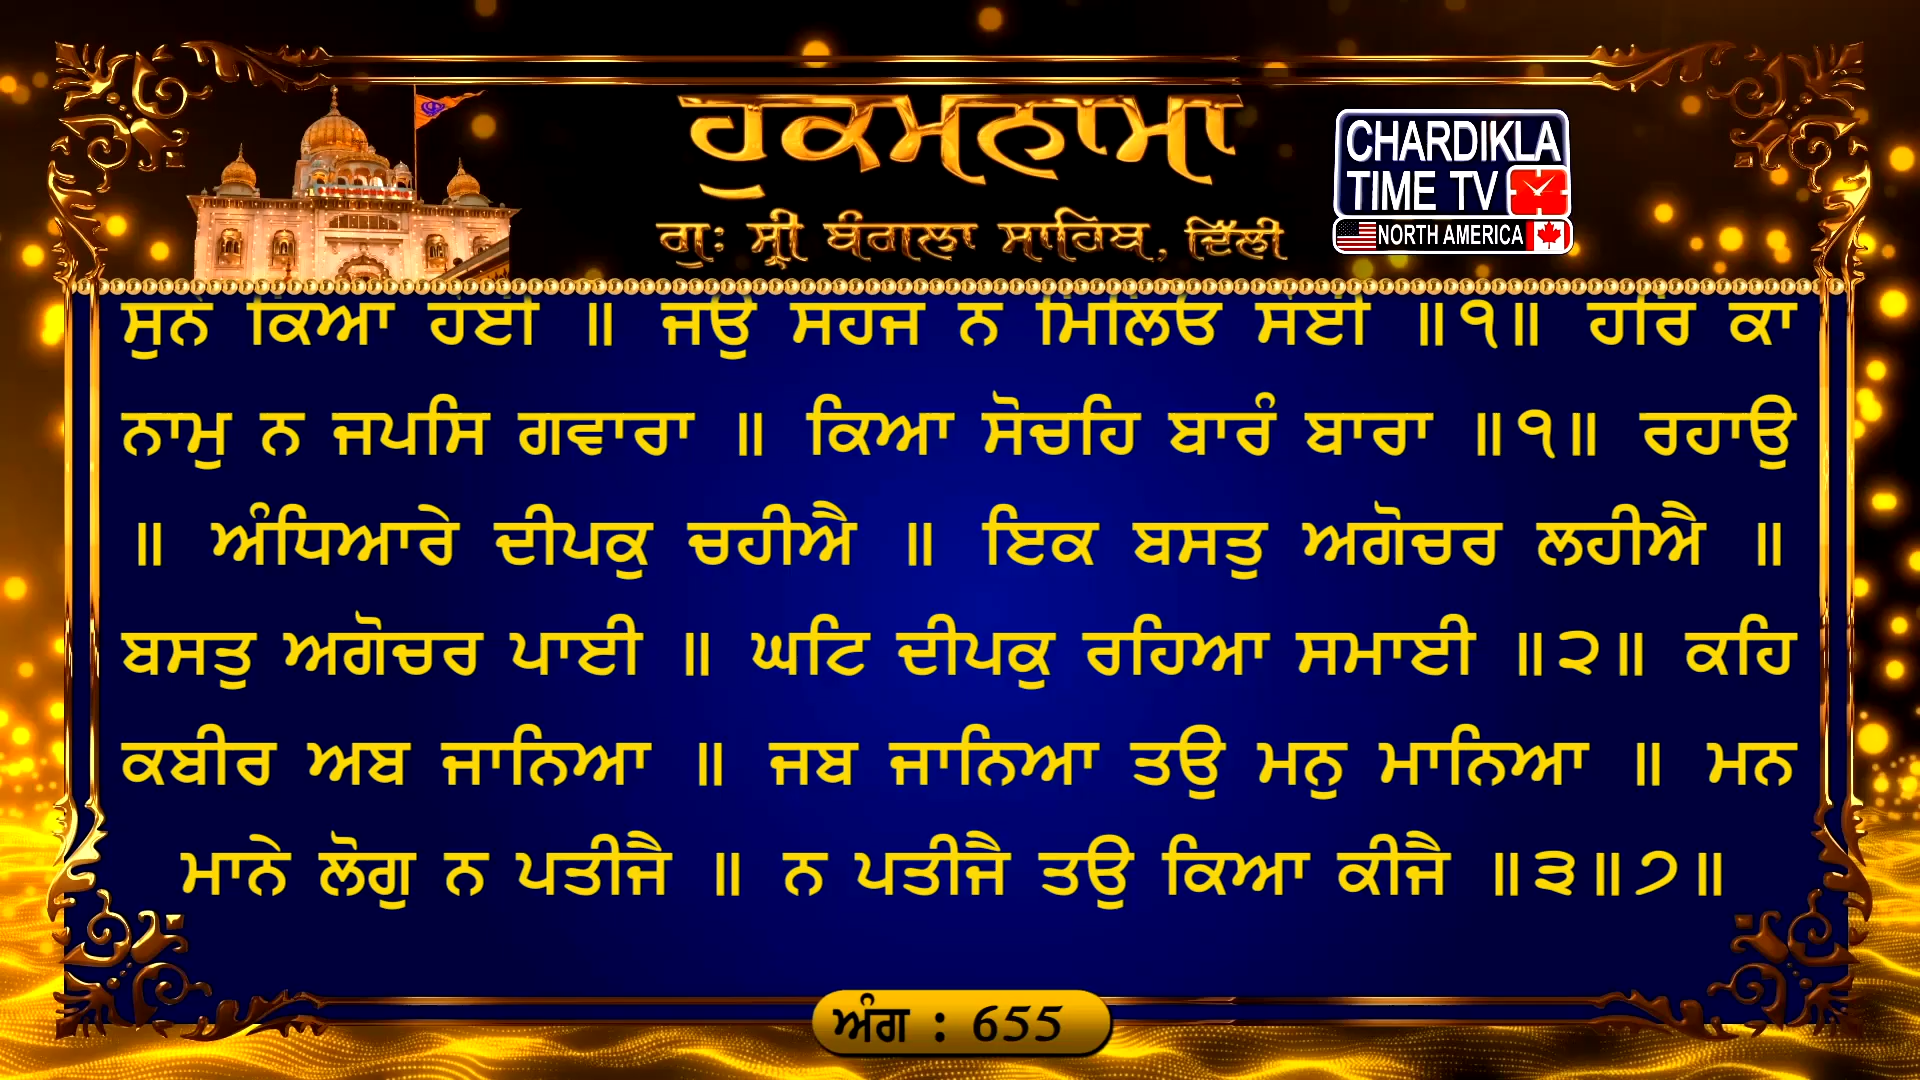 ਹੁਕਮਨਾਮਾ
ਗੁਃ ਸ੍ਰੀ ਬੰਗਲਾ ਸਾਹਿਬ, ਦਿੱਲੀ
CHARDIKLA
TIME TV
NORTH AMERICA
ਸੁਨੇ ਕਿਆ ਹੋਈ ॥ ਜਉ ਸਹਜ ਨ ਮਿਲਿਓ ਸੋਈ ॥੧॥ ਹਰਿ ਕਾ
ਨਾਮੁ ਨ ਜਪਸਿ ਗਵਾਰਾ ॥ ਕਿਆ ਸੋਚਹਿ ਬਾਰੰ ਬਾਰਾ ॥੧॥ ਰਹਾਉ
॥ ਅੰਧਿਆਰੇ ਦੀਪਕੁ ਚਹੀਐ ॥ ਇਕ ਬਸਤੁ ਅਗੋਚਰ ਲਹੀਐ ॥
ਬਸਤੁ ਅਗੋਚਰ ਪਾਈ ॥ ਘਟਿ ਦੀਪਕੁ ਰਹਿਆ ਸਮਾਈ ॥੨॥ ਕਹਿ
ਕਬੀਰ ਅਬ ਜਾਨਿਆ ॥ ਜਬ ਜਾਨਿਆ ਤਉ ਮਨੁ ਮਾਨਿਆ ॥ ਮਨ
ਮਾਨੇ ਲੋਗੁ ਨ ਪਤੀਜੈ ॥ ਨ ਪਤੀਜੈ ਤਉ ਕਿਆ ਕੀਜੈ ॥੩॥੭॥
ਅੰਗ : 655